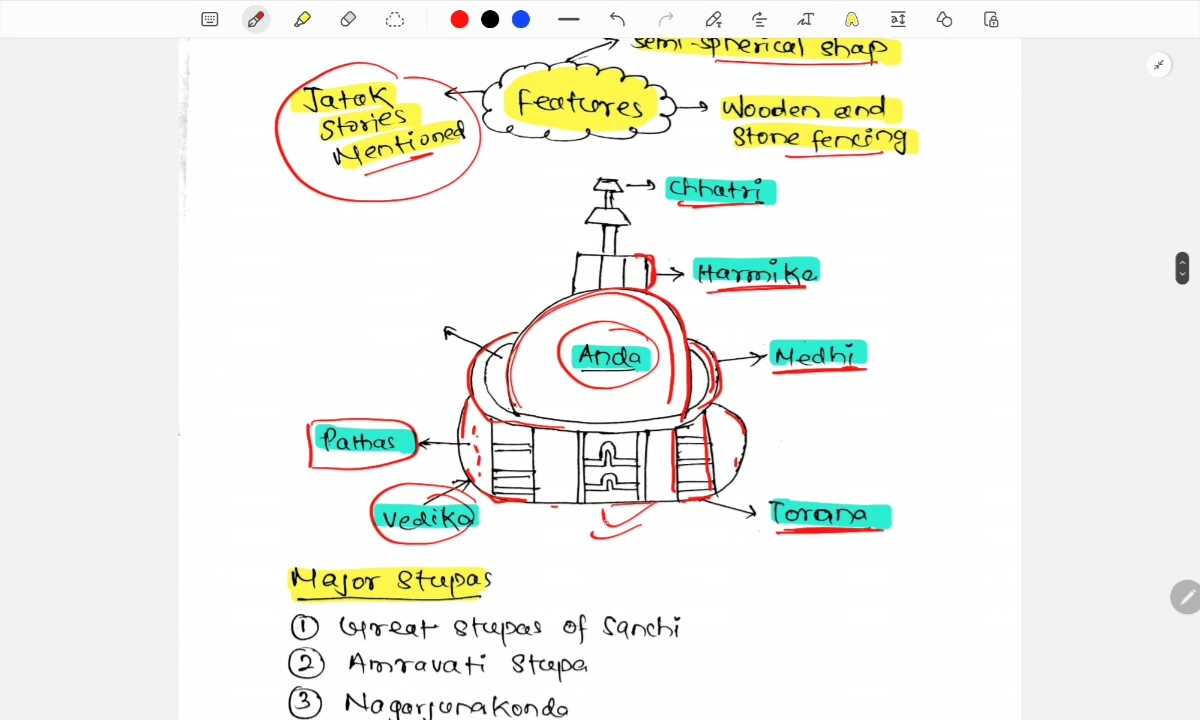 semi-spherical shap
Features
Jatak
Stories
Mentioned
Wooden and
Stone fencing
Chhatri
Harmika
Anda
Medhi
Pathas
Vedika
Torana
Major Stupas
1 Great stupas of Sanchi
2 Amravati Stupa
3 Nagarjunakonda